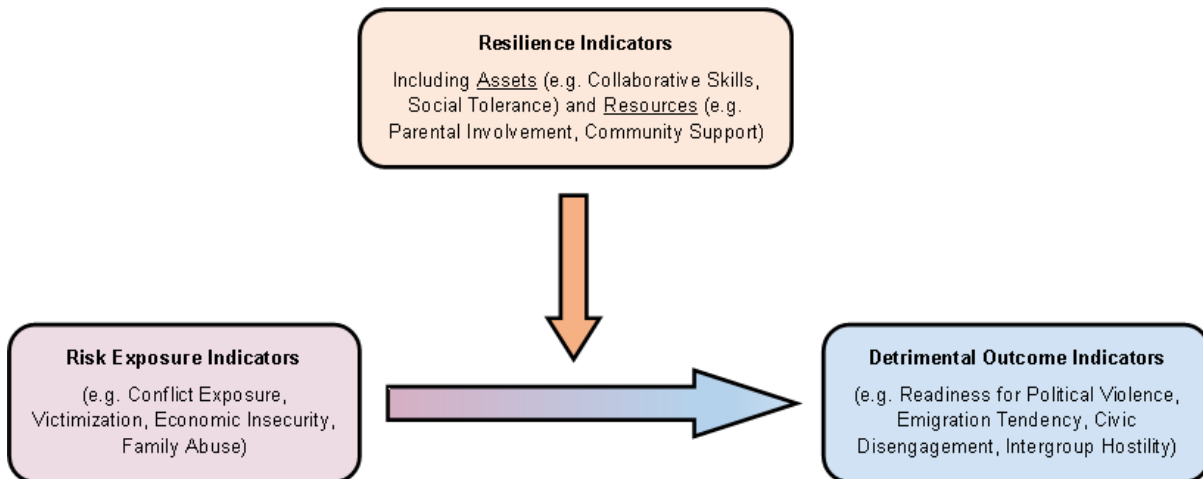 Resilience Indicators
Including Assets (e.g. Collaborative Skills,
Social Tolerance) and Resources (e.g.
Parental Involvement, Community Support)
Risk Exposure Indicators
(e.g. Conflict Exposure,
Victimization, Economic Insecurity,
Family Abuse)
Detrimental Outcome Indicators
(e.g. Readiness for Political Violence,
Emigration Tendency, Civic
Disengagement, Intergroup Hostility)